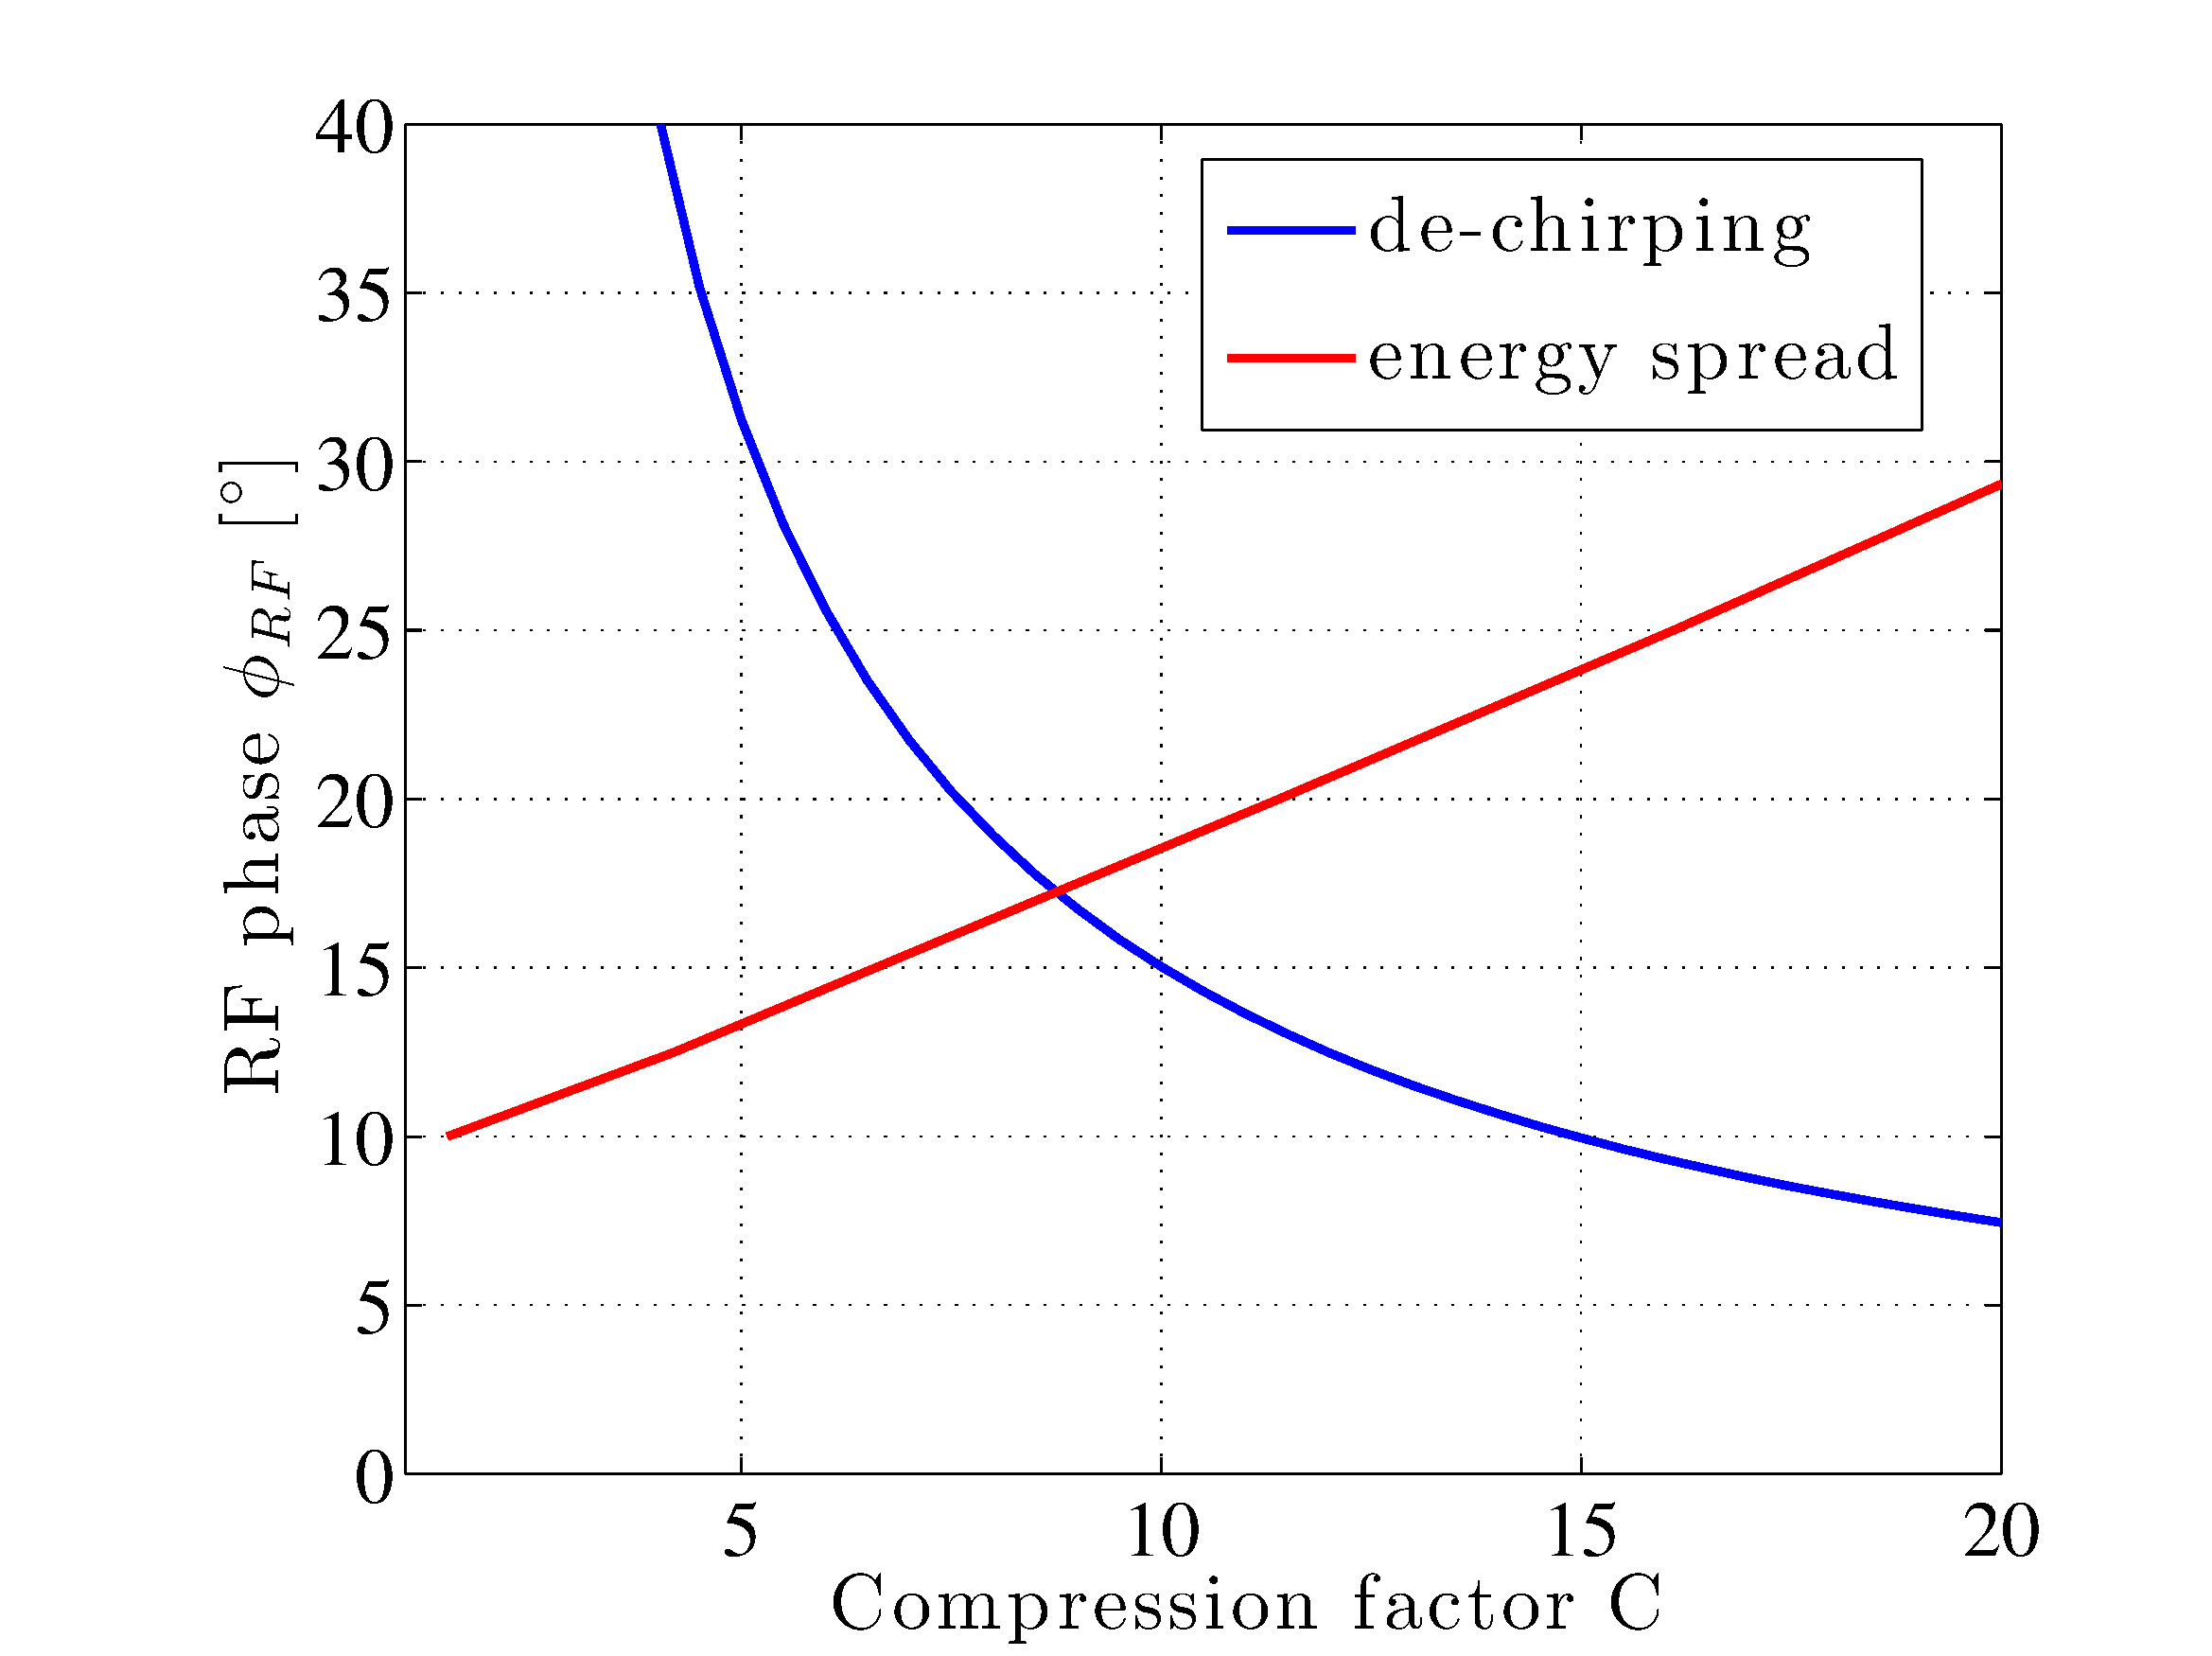 40
35
30
25
20
15
10
5
0
RF phase ϕ_RF [°]
de-chirping
energy spread
5 10 15 20
Compression factor C